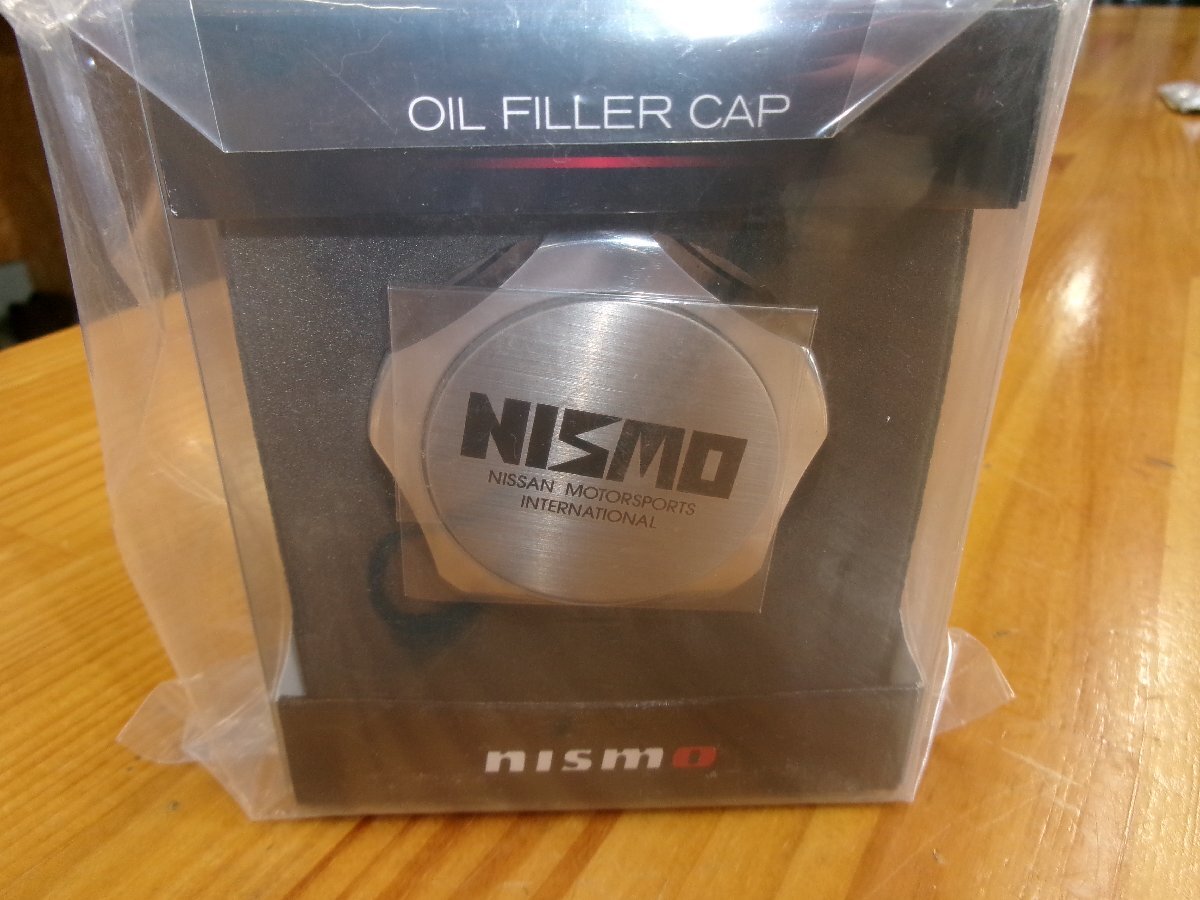 OIL FILLER CAP
NISMO
NISSAN MOTORSPORTS
INTERNATIONAL
nismo